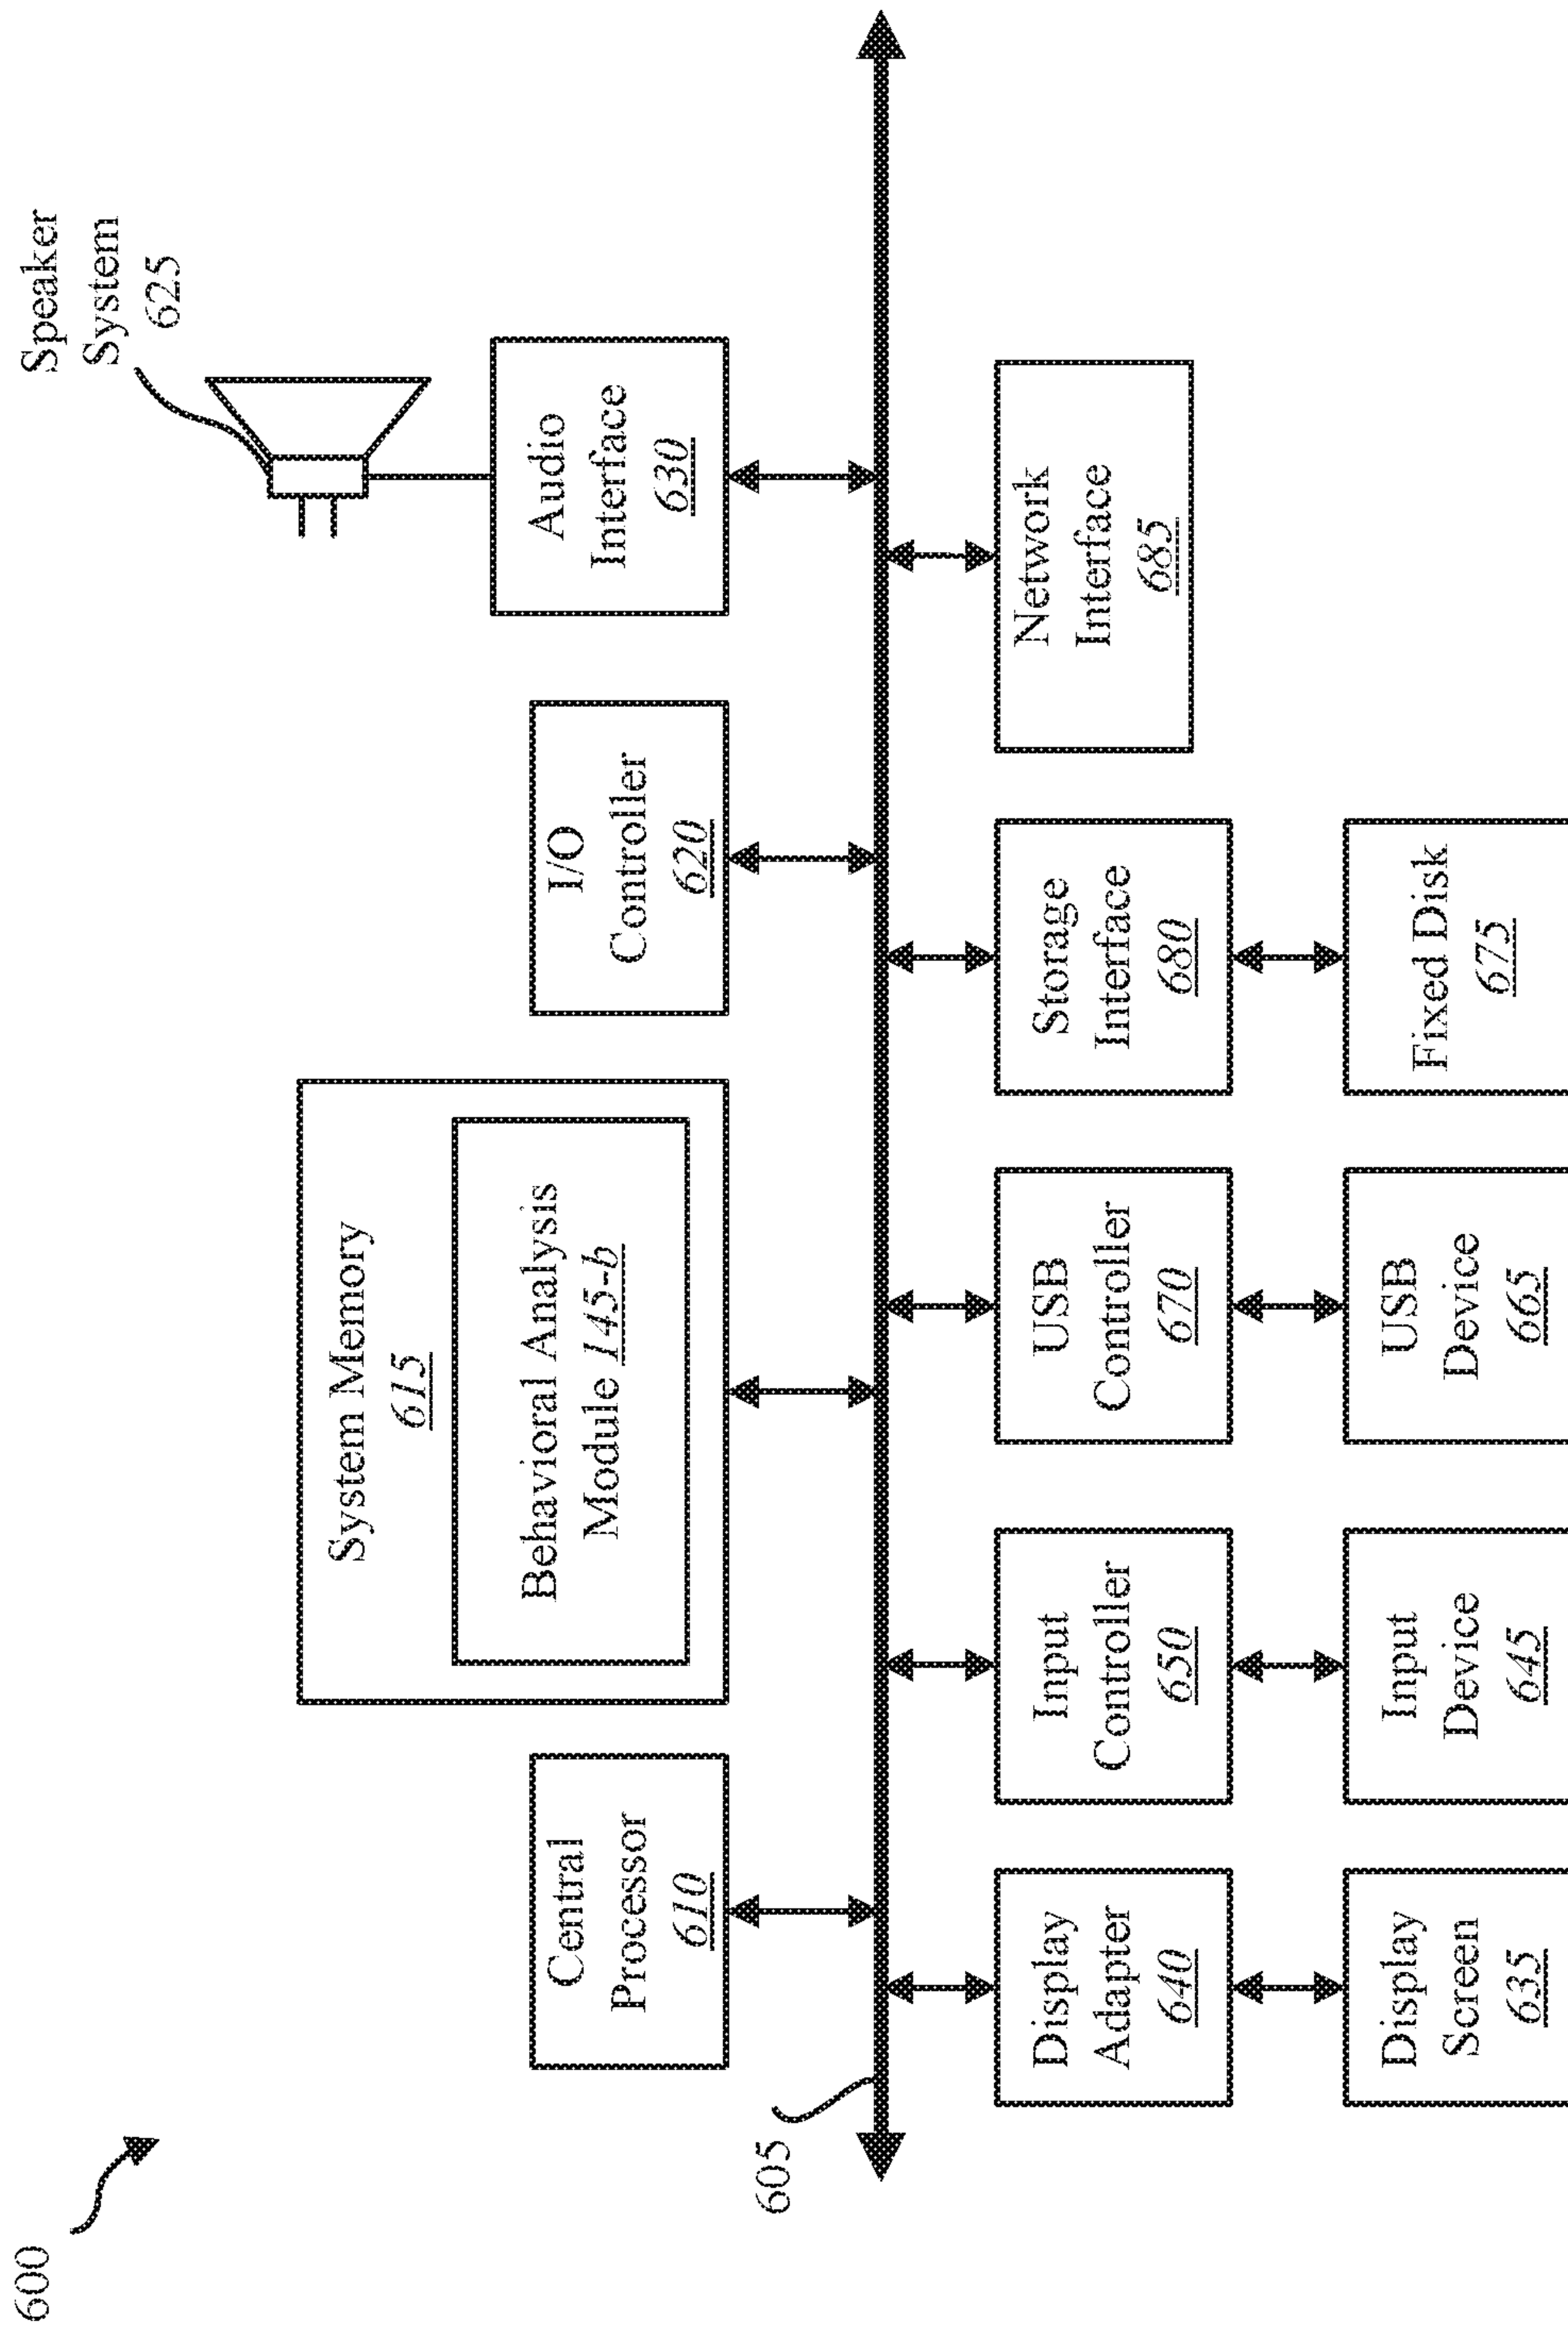 600
Speaker
System
625
Central
Processor
610
System Memory
615
Behavioral Analysis
Module 145-b
I/O
Controller
620
Audio
Interface
630
605
Display
Adapter
640
Input
Controller
650
USB
Controller
670
Storage
Interface
680
Network
Interface
685
Display
Screen
635
Input
Device
645
USB
Device
665
Fixed Disk
675